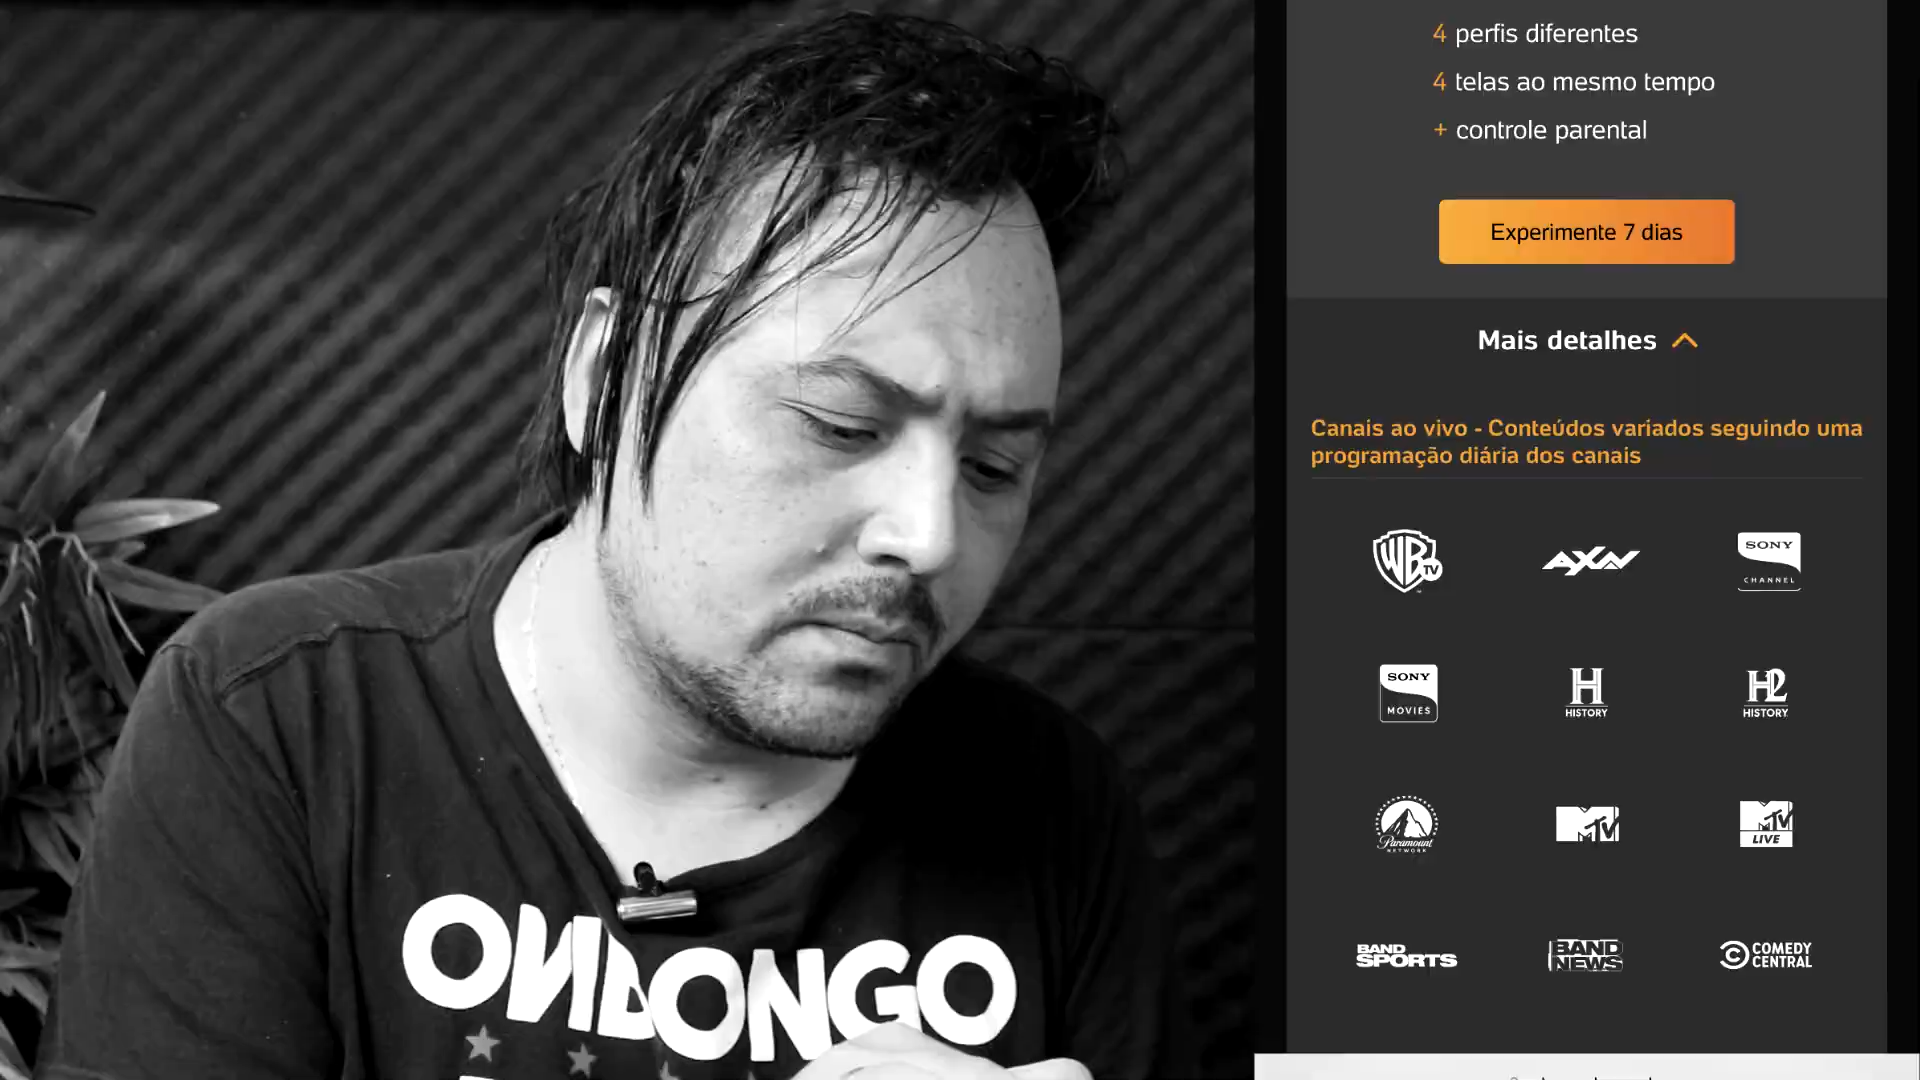 4 perfis diferentes
4 telas ao mesmo tempo
+ controle parental
Experimente 7 dias
Mais detalhes
Canais ao vivo - Conteúdos variados seguindo uma
programação diária dos canais
WB TV
AXN
SONY CHANNEL
SONY MOVIES
H HISTORY
H2 HISTORY
Paramount NETWORK
MTV
MTV LIVE
BAND SPORTS
BAND NEWS
COMEDY CENTRAL
ONDONGO